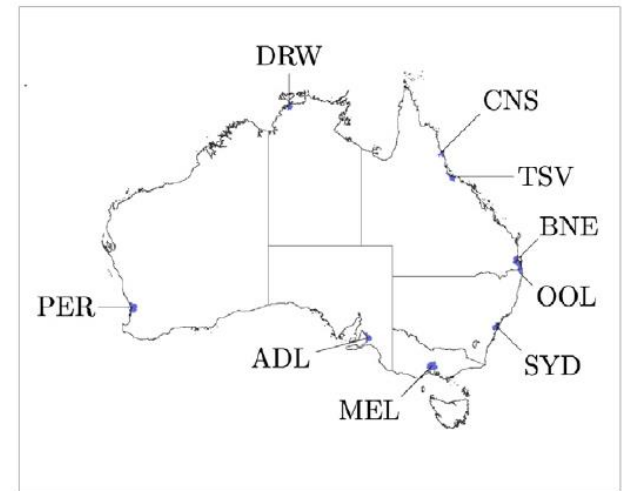 DRW
CNS
TSV
BNE
OOL
PER
SYD
ADL
MEL